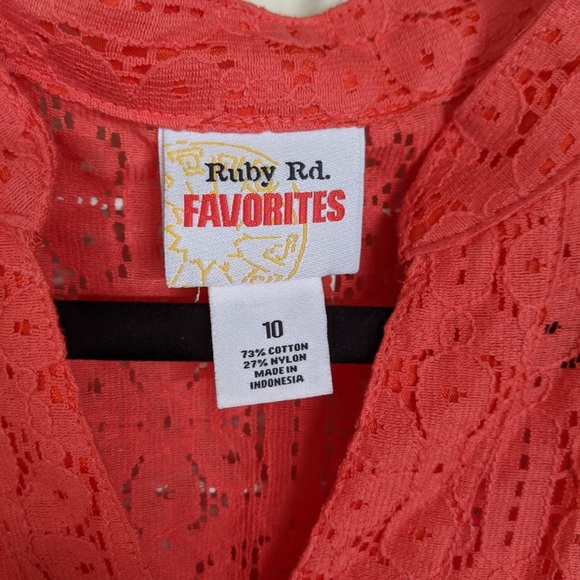 Ruby Rd.
FAVORITES
10
73% COTTON
27% NYLON
MADE IN
INDONESIA